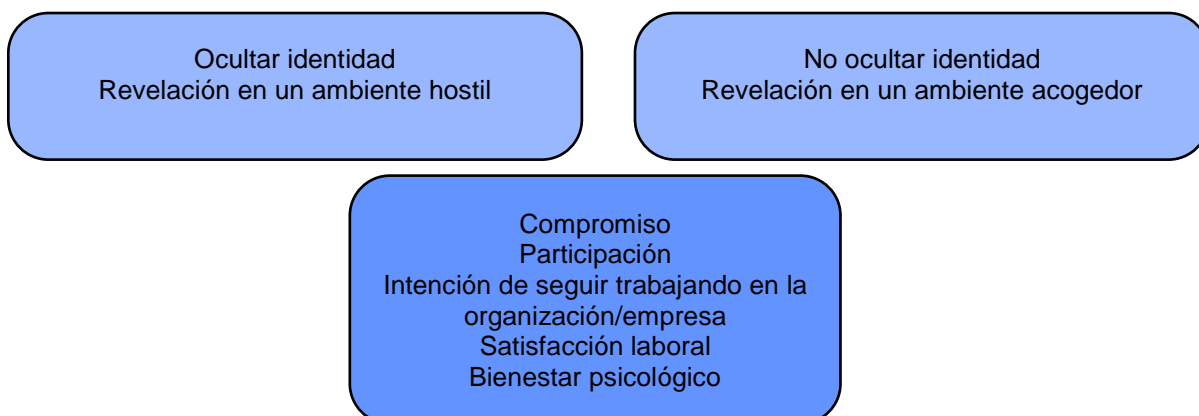 Ocultar identidad
Revelación en un ambiente hostil
No ocultar identidad
Revelación en un ambiente acogedor
Compromiso
Participación
Intención de seguir trabajando en la
organización/empresa
Satisfacción laboral
Bienestar psicológico